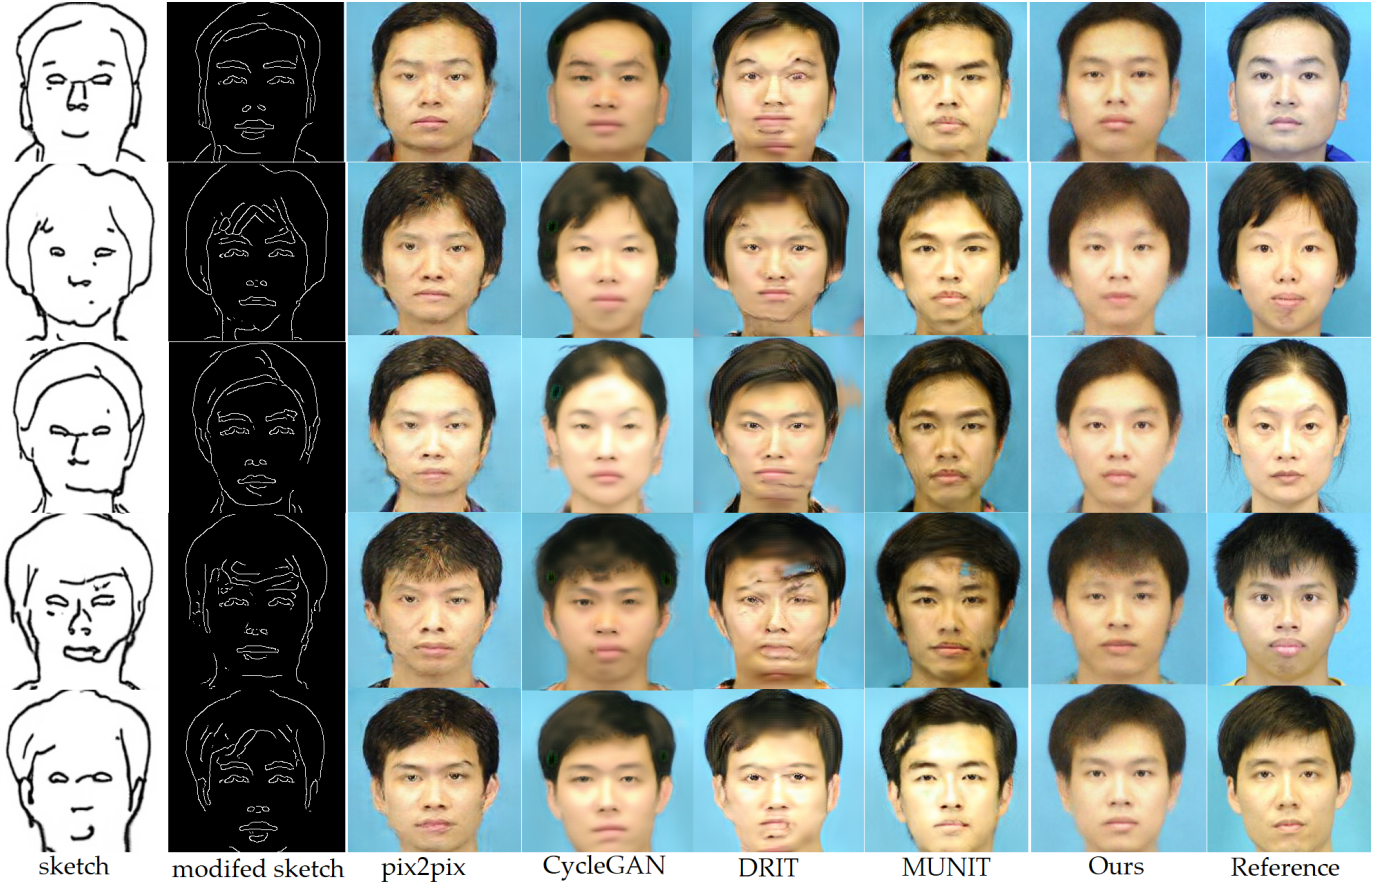 sketch
modifed sketch
pix2pix
CycleGAN
DRIT
MUNIT
Ours
Reference